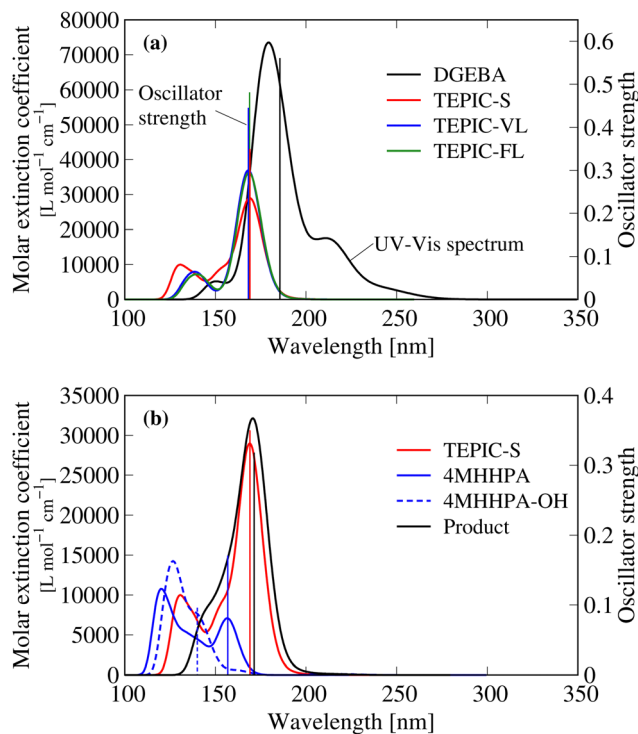 (a)
80000
70000
60000
50000
40000
30000
20000
10000
0
Molar extinction coefficient
[L mol⁻¹ cm⁻¹]
Oscillator
strength
DGEBA
TEPIC-S
TEPIC-VL
TEPIC-FL
UV-Vis spectrum
0.6
0.5
0.4
0.3
0.2
0.1
0
Oscillator strength
100 150 200 250 300 350
Wavelength [nm]
(b)
35000
30000
25000
20000
15000
10000
5000
0
Molar extinction coefficient
[L mol⁻¹ cm⁻¹]
TEPIC-S
4MHHPA
4MHHPA-OH
Product
0.4
0.3
0.2
0.1
0
Oscillator strength
100 150 200 250 300 350
Wavelength [nm]